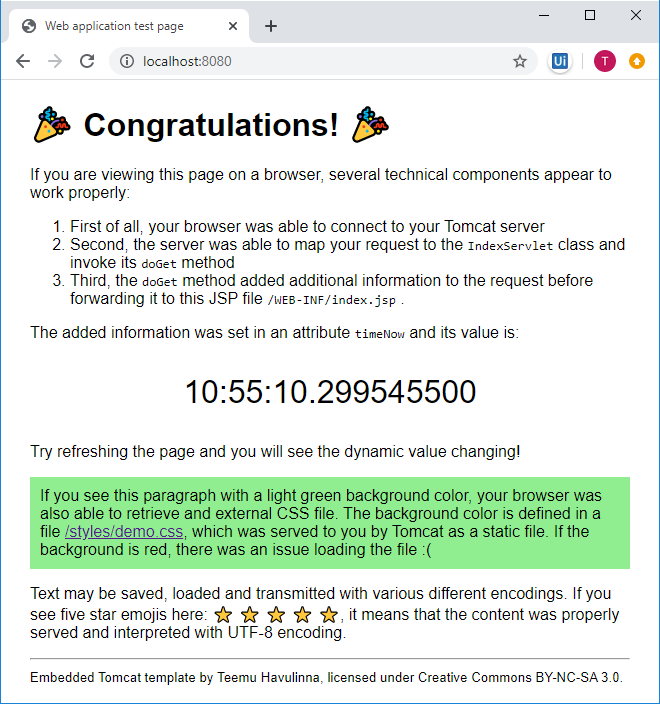 Web application test page
localhost:8080
Ui
T
🎉 Congratulations! 🎉
If you are viewing this page on a browser, several technical components appear to
work properly:
1. First of all, your browser was able to connect to your Tomcat server
2. Second, the server was able to map your request to the IndexServlet class and
invoke its doGet method
3. Third, the doGet method added additional information to the request before
forwarding it to this JSP file /WEB-INF/index.jsp .
The added information was set in an attribute timeNow and its value is:
10:55:10.299545500
Try refreshing the page and you will see the dynamic value changing!
If you see this paragraph with a light green background color, your browser was
also able to retrieve and external CSS file. The background color is defined in a
file /styles/demo.css, which was served to you by Tomcat as a static file. If the
background is red, there was an issue loading the file :(
Text may be saved, loaded and transmitted with various different encodings. If you
see five star emojis here: ⭐ ⭐ ⭐ ⭐ ⭐, it means that the content was properly
served and interpreted with UTF-8 encoding.
Embedded Tomcat template by Teemu Havulinna, licensed under Creative Commons BY-NC-SA 3.0.